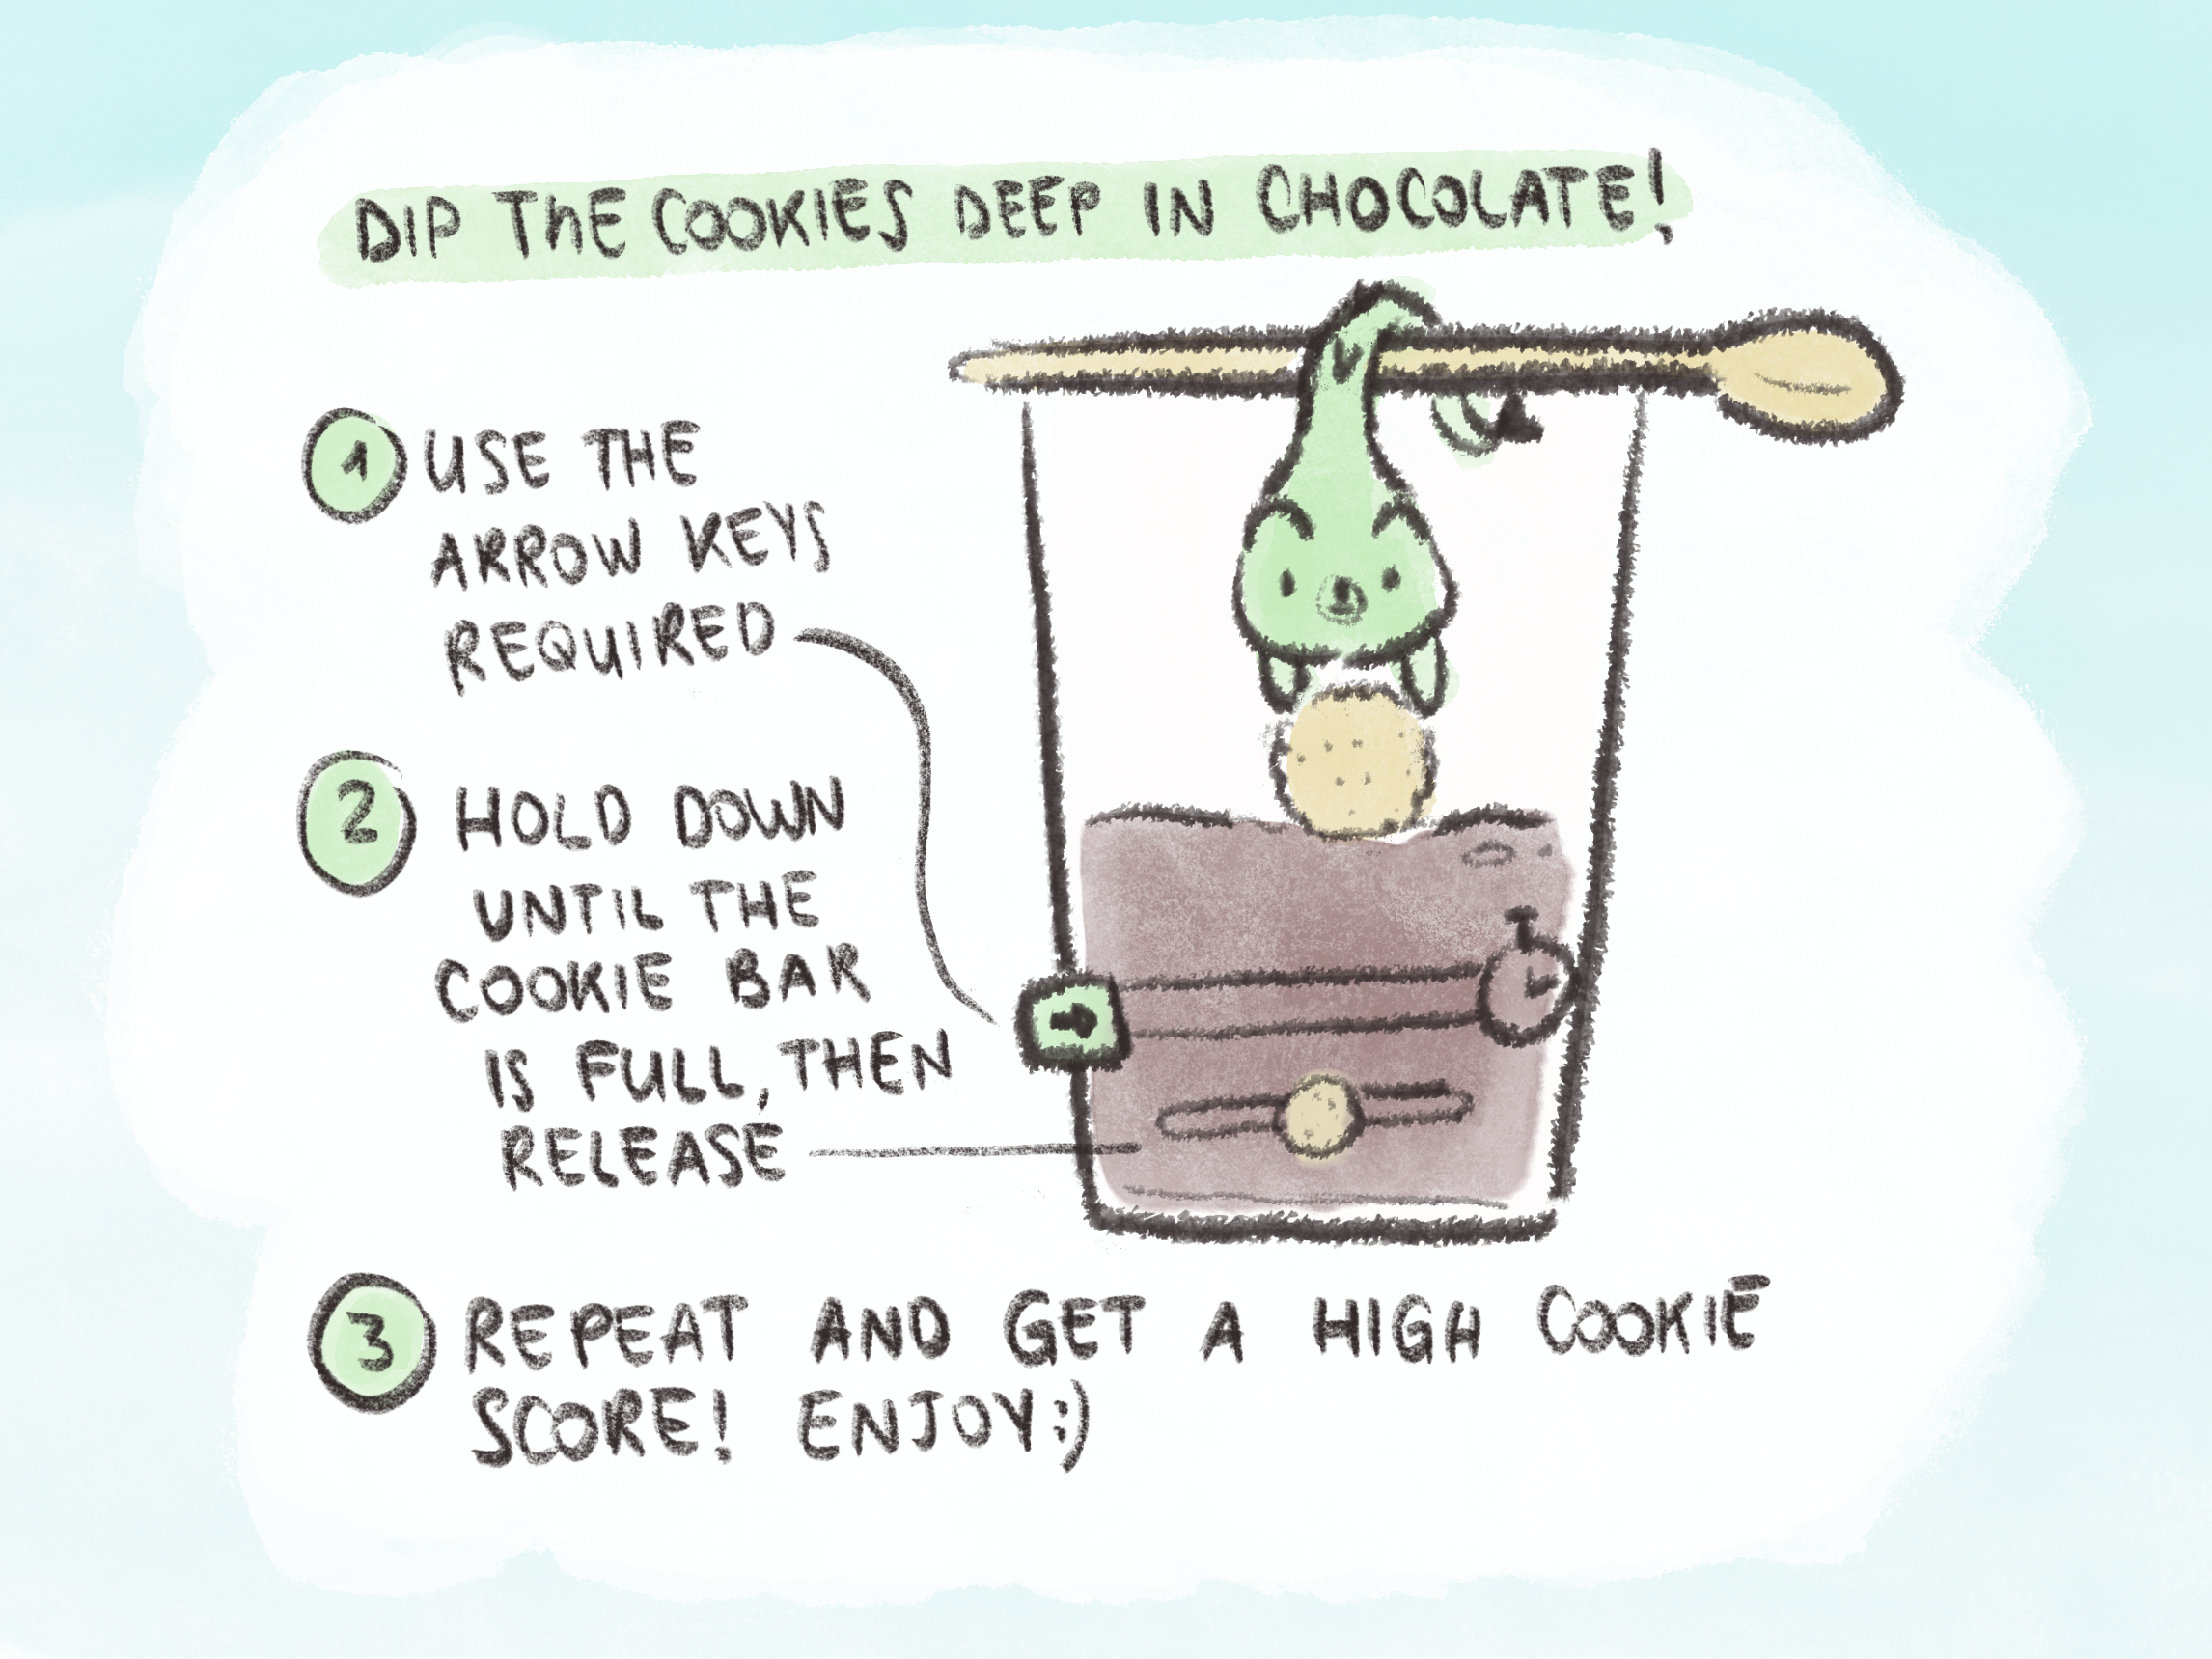 DIP THE COOKIES DEEP IN CHOCOLATE!
1 USE THE
ARROW KEYS
REQUIRED
2 HOLD DOWN
UNTIL THE
COOKIE BAR
IS FULL, THEN
RELEASE
3 REPEAT AND GET A HIGH COOKIE
SCORE! ENJOY:)